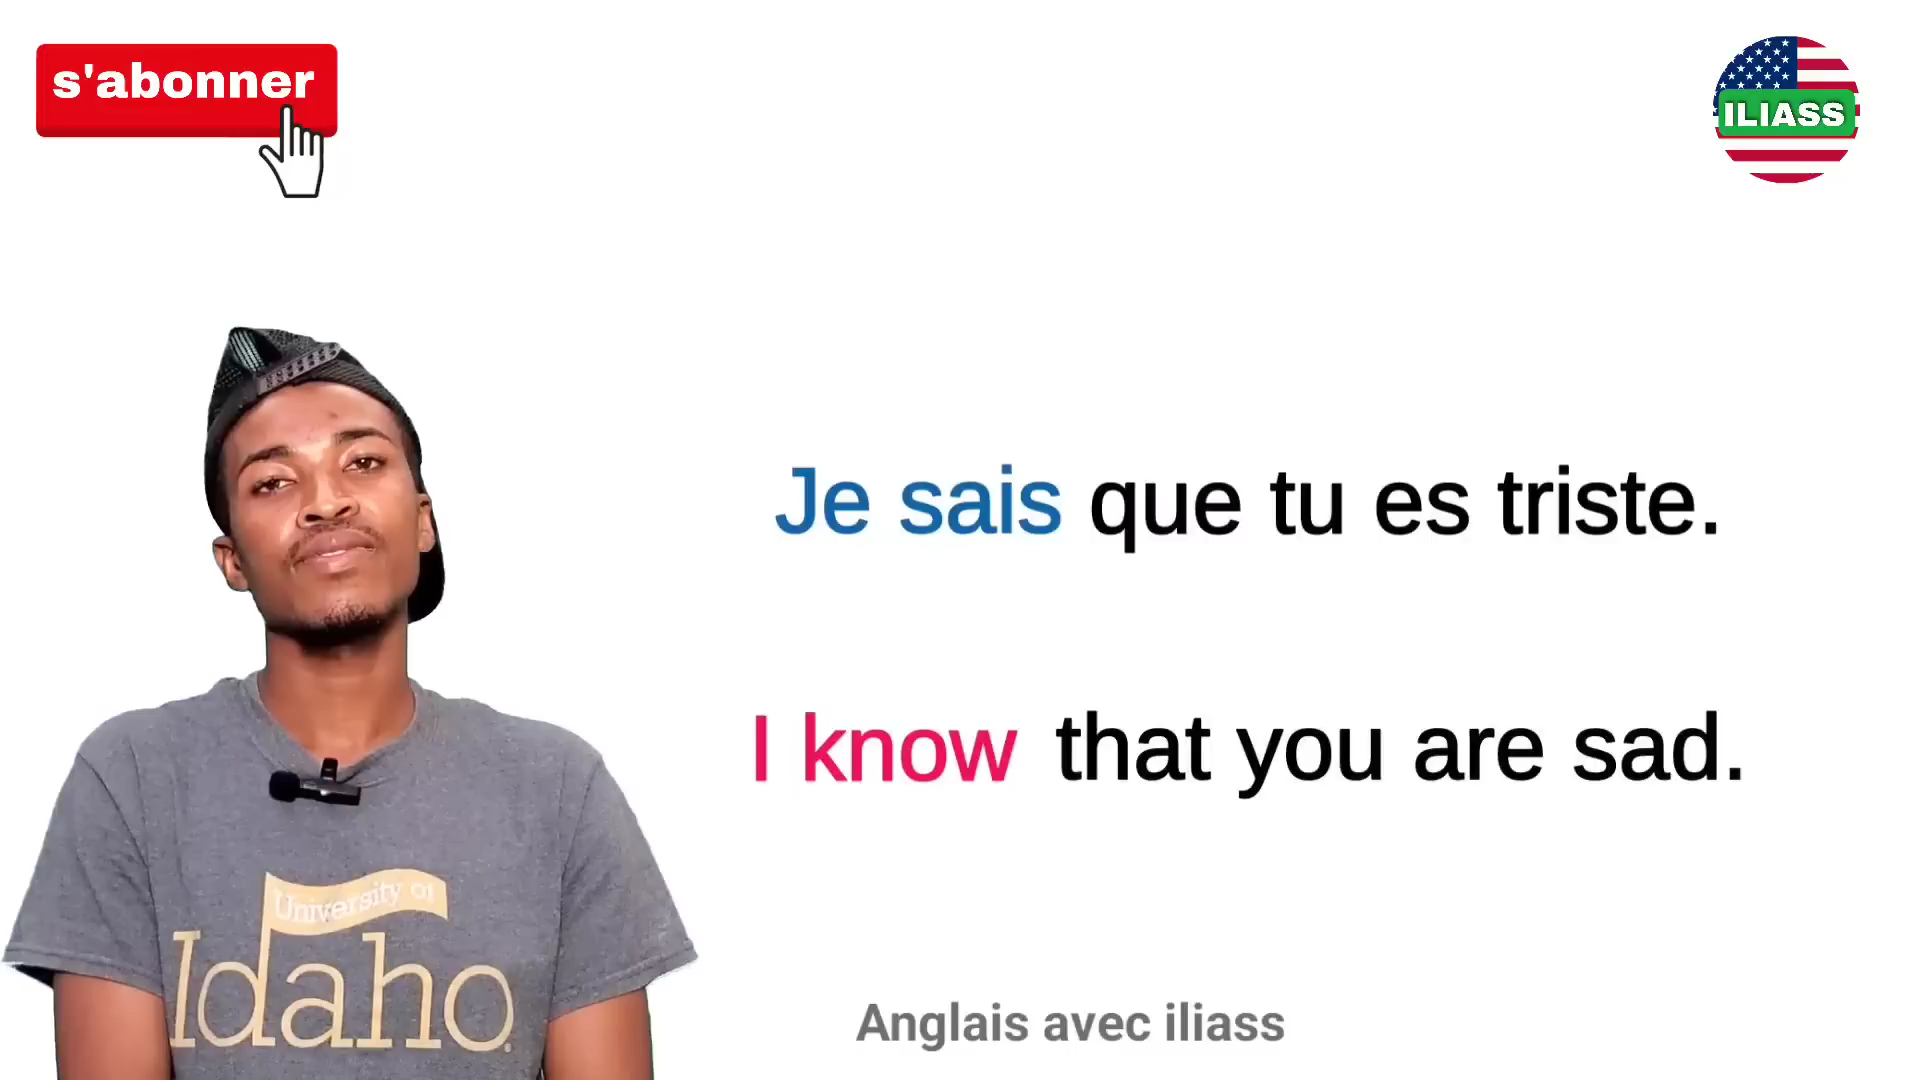 s'abonner
ILIASS
Je sais que tu es triste.
I know that you are sad.
University of
Idaho.
Anglais avec iliass